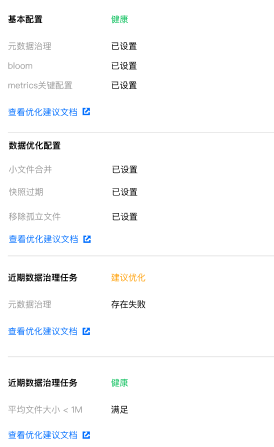 基本配置 健康
元数据治理 已设置
bloom 已设置
metrics关键配置 已设置
查看优化建议文档
数据优化配置
小文件合并 已设置
快照过期 已设置
移除孤立文件 已设置
查看优化建议文档
近期数据治理任务 建议优化
元数据治理 存在失败
查看优化建议文档
近期数据治理任务 健康
平均文件大小 < 1M 满足
查看优化建议文档